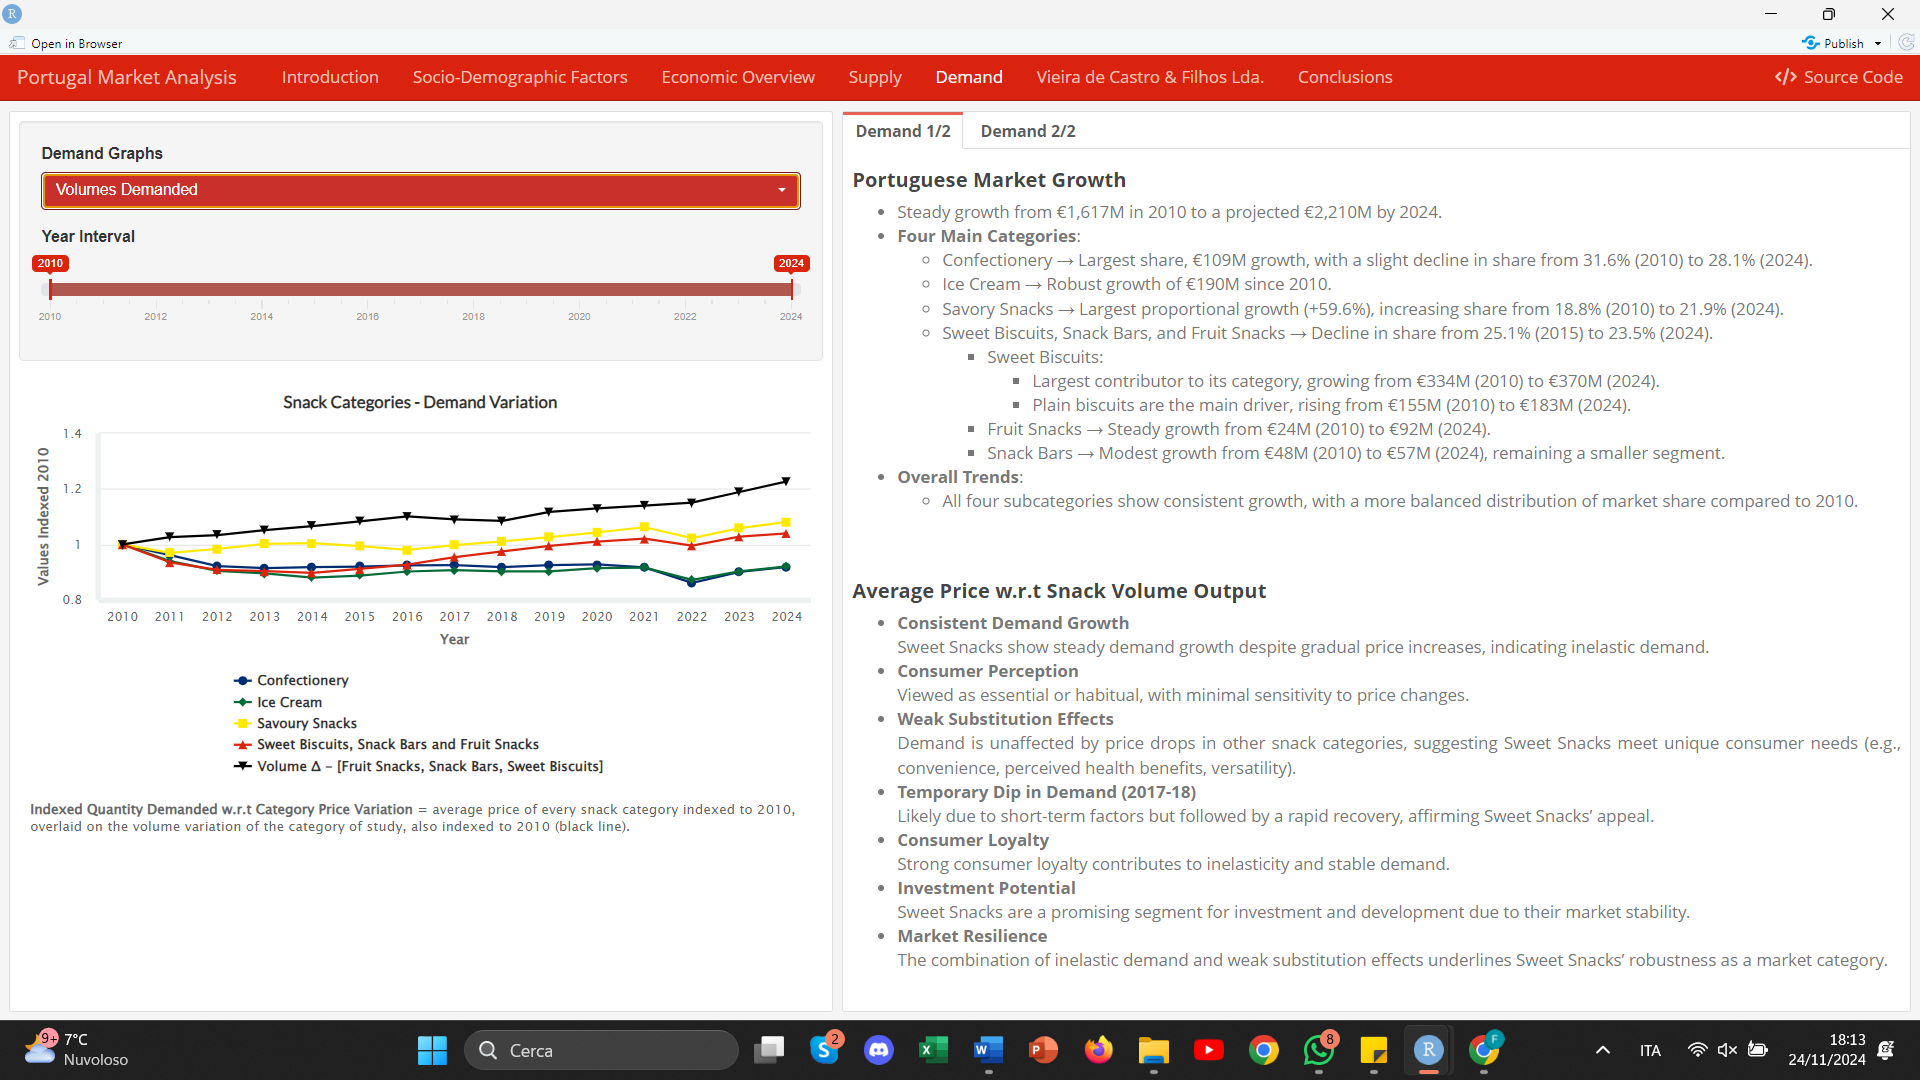 R
Open in Browser
Publish
Portugal Market Analysis
Introduction
Socio-Demographic Factors
Economic Overview
Supply
Demand
Vieira de Castro & Filhos Lda.
Conclusions
</> Source Code
Demand Graphs
Volumes Demanded
Year Interval
2010
2024
2010 2012 2014 2016 2018 2020 2022 2024
Snack Categories - Demand Variation
Values Indexed 2010
1.4
1.2
1
0.8
2010 2011 2012 2013 2014 2015 2016 2017 2018 2019 2020 2021 2022 2023 2024
Year
Confectionery
Ice Cream
Savoury Snacks
Sweet Biscuits, Snack Bars and Fruit Snacks
Volume Δ – [Fruit Snacks, Snack Bars, Sweet Biscuits]
Indexed Quantity Demanded w.r.t Category Price Variation = average price of every snack category indexed to 2010,
overlaid on the volume variation of the category of study, also indexed to 2010 (black line).
Demand 1/2
Demand 2/2
Portuguese Market Growth
• Steady growth from €1,617M in 2010 to a projected €2,210M by 2024.
• Four Main Categories:
◦ Confectionery → Largest share, €109M growth, with a slight decline in share from 31.6% (2010) to 28.1% (2024).
◦ Ice Cream → Robust growth of €190M since 2010.
◦ Savory Snacks → Largest proportional growth (+59.6%), increasing share from 18.8% (2010) to 21.9% (2024).
◦ Sweet Biscuits, Snack Bars, and Fruit Snacks → Decline in share from 25.1% (2015) to 23.5% (2024).
▪ Sweet Biscuits:
▪ Largest contributor to its category, growing from €334M (2010) to €370M (2024).
▪ Plain biscuits are the main driver, rising from €155M (2010) to €183M (2024).
▪ Fruit Snacks → Steady growth from €24M (2010) to €92M (2024).
▪ Snack Bars → Modest growth from €48M (2010) to €57M (2024), remaining a smaller segment.
• Overall Trends:
◦ All four subcategories show consistent growth, with a more balanced distribution of market share compared to 2010.
Average Price w.r.t Snack Volume Output
• Consistent Demand Growth
Sweet Snacks show steady demand growth despite gradual price increases, indicating inelastic demand.
• Consumer Perception
Viewed as essential or habitual, with minimal sensitivity to price changes.
• Weak Substitution Effects
Demand is unaffected by price drops in other snack categories, suggesting Sweet Snacks meet unique consumer needs (e.g.,
convenience, perceived health benefits, versatility).
• Temporary Dip in Demand (2017-18)
Likely due to short-term factors but followed by a rapid recovery, affirming Sweet Snacks’ appeal.
• Consumer Loyalty
Strong consumer loyalty contributes to inelasticity and stable demand.
• Investment Potential
Sweet Snacks are a promising segment for investment and development due to their market stability.
• Market Resilience
The combination of inelastic demand and weak substitution effects underlines Sweet Snacks’ robustness as a market category.
9+
7°C
Nuvoloso
Cerca
S
2
W
P
8
R
F
ITA
18:13
24/11/2024